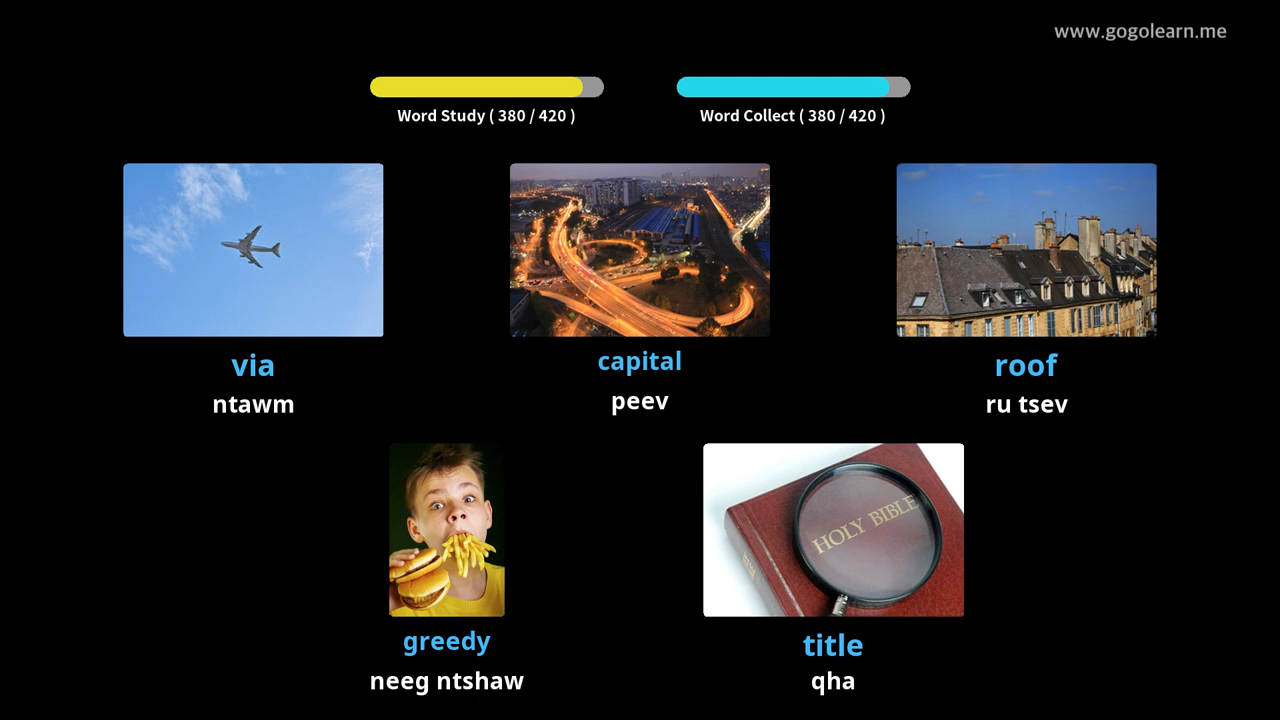 www.gogolearn.me
Word Study ( 380 / 420 )
Word Collect ( 380 / 420 )
via
ntawm
capital
peev
roof
ru tsev
HOLY BIBLE
greedy
neeg ntshaw
title
qha